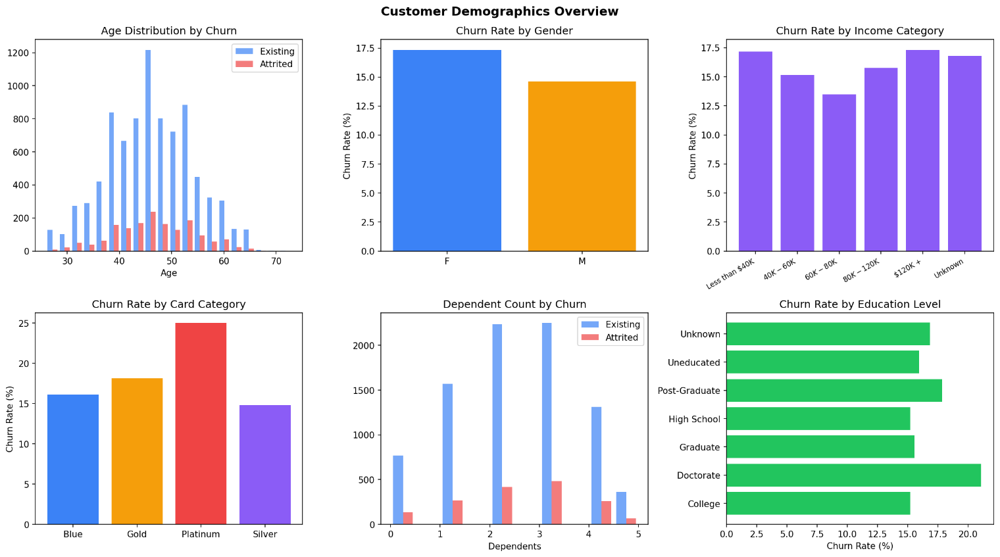 Customer Demographics Overview
Age Distribution by Churn
1200
1000
800
600
400
200
0
30 40 50 60 70
Age
Existing
Attrited
Churn Rate by Gender
Churn Rate (%)
17.5
15.0
12.5
10.0
7.5
5.0
2.5
0.0
F M
Churn Rate by Income Category
Churn Rate (%)
17.5
15.0
12.5
10.0
7.5
5.0
2.5
0.0
Less than $40K
40K − 60K
60K − 80K
80K − 120K
$120K +
Unknown
Churn Rate by Card Category
Churn Rate (%)
25
20
15
10
5
0
Blue Gold Platinum Silver
Dependent Count by Churn
2000
1500
1000
500
0
0 1 2 3 4 5
Dependents
Existing
Attrited
Churn Rate by Education Level
Unknown
Uneducated
Post-Graduate
High School
Graduate
Doctorate
College
0.0 2.5 5.0 7.5 10.0 12.5 15.0 17.5 20.0
Churn Rate (%)